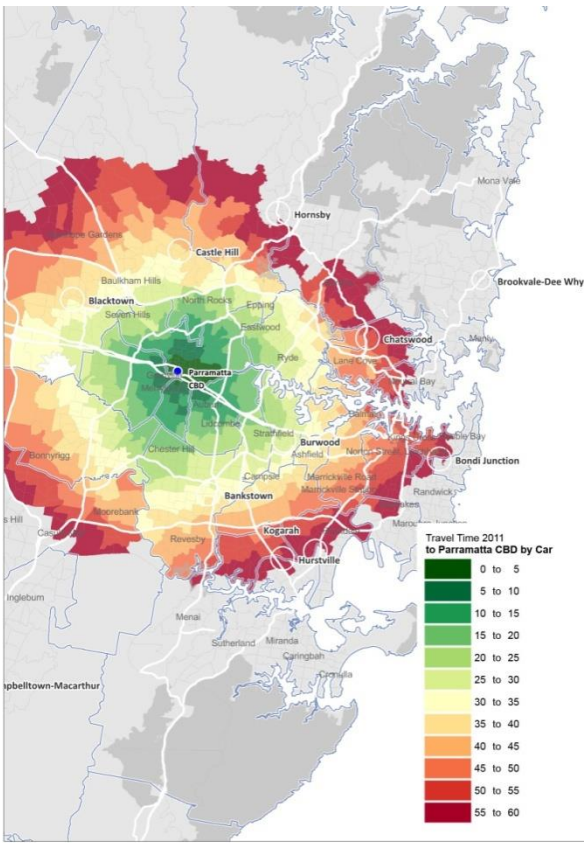 Mona Vale
Hornsby
Castle Hill
Brookvale-Dee Why
Baulkham Hills
Blacktown
North Rocks
Seven Hills
Epping
Eastwood
Chatswood
Manly
Ryde
Parramatta
CBD
Lidcombe
Strathfield
Burwood
Ashfield
Chester Hill
Bonnyrigg
Bondi Junction
Campsie
Randwick
Marrickville Road
Bankstown
Moorebank
Kogarah
Revesby
Hurstville
Ingleburn
Menai
Sutherland
Miranda
Caringbah
Cronulla
mpbelltown-Macarthur
Travel Time 2011
to Parramatta CBD by Car
0 to 5
5 to 10
10 to 15
15 to 20
20 to 25
25 to 30
30 to 35
35 to 40
40 to 45
45 to 50
50 to 55
55 to 60